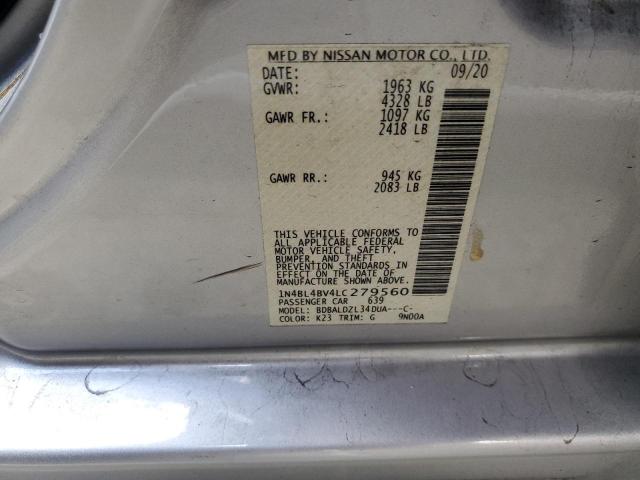 MFD BY NISSAN MOTOR CO., LTD.
DATE: 09/20
GVWR: 1963 KG
4328 LB
GAWR FR.: 1097 KG
2418 LB
GAWR RR.: 945 KG
2083 LB
THIS VEHICLE CONFORMS TO
ALL APPLICABLE FEDERAL
MOTOR VEHICLE SAFETY,
BUMPER, AND THEFT
PREVENTION STANDARDS IN
EFFECT ON THE DATE OF
MANUFACTURE SHOWN ABOVE.
1N4BL4BV4LC279560
PASSENGER CAR 639
MODEL: BDBALDZL34DUA---C-
COLOR: K23 TRIM: G 9N00A